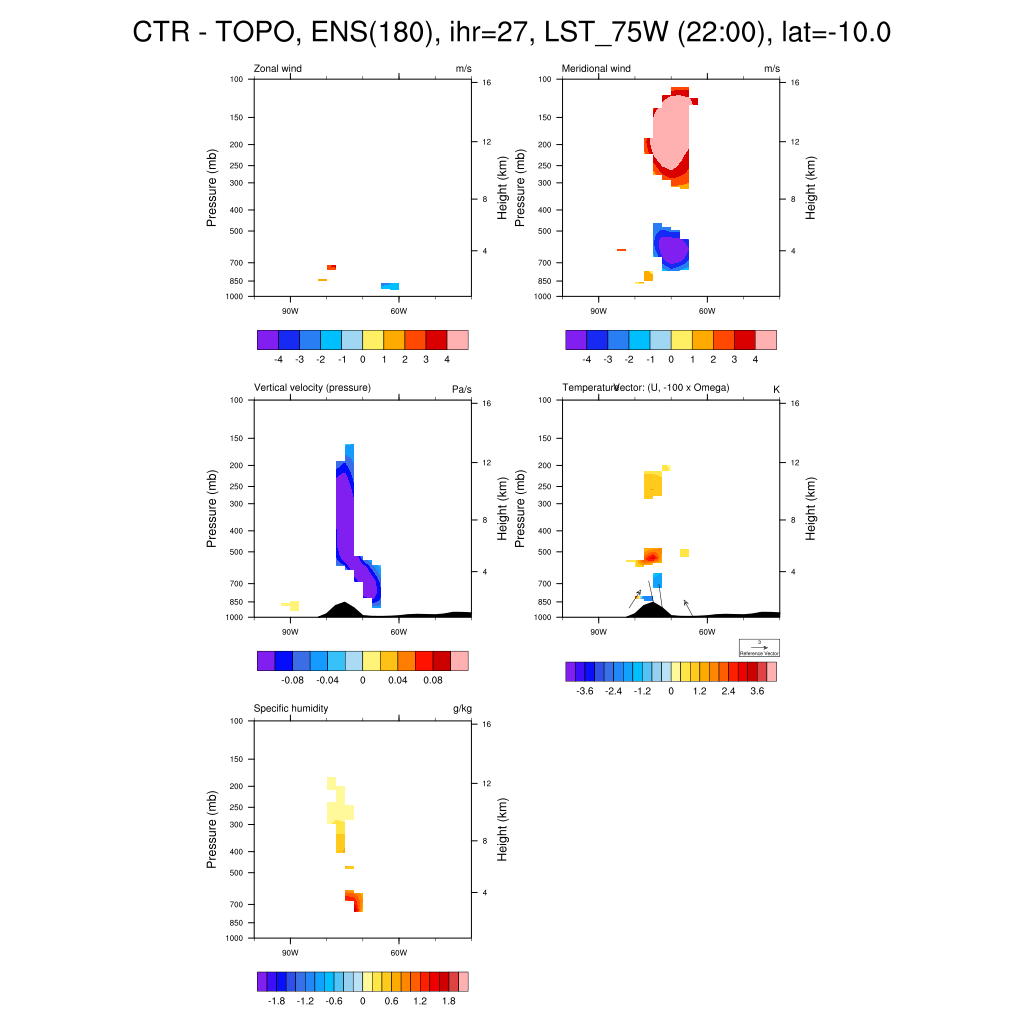 CTR - TOPO, ENS(180), ihr=27, LST_75W (22:00), lat=-10.0
Zonal wind m/s
100
150
200
250
300
400
500
700
850
1000
Pressure (mb)
16
12
8
4
Height (km)
90W 60W
-4 -3 -2 -1 0 1 2 3 4
Meridional wind m/s
100
150
200
250
300
400
500
700
850
1000
Pressure (mb)
16
12
8
4
Height (km)
90W 60W
-4 -3 -2 -1 0 1 2 3 4
Vertical velocity (pressure) Pa/s
100
150
200
250
300
400
500
700
850
1000
Pressure (mb)
16
12
8
4
Height (km)
90W 60W
-0.08 -0.04 0 0.04 0.08
Temperature Vector: (U, -100 x Omega) K
100
150
200
250
300
400
500
700
850
1000
Pressure (mb)
16
12
8
4
Height (km)
90W 60W
3
Reference Vector
-3.6 -2.4 -1.2 0 1.2 2.4 3.6
Specific humidity g/kg
100
150
200
250
300
400
500
700
850
1000
Pressure (mb)
16
12
8
4
Height (km)
90W 60W
-1.8 -1.2 -0.6 0 0.6 1.2 1.8